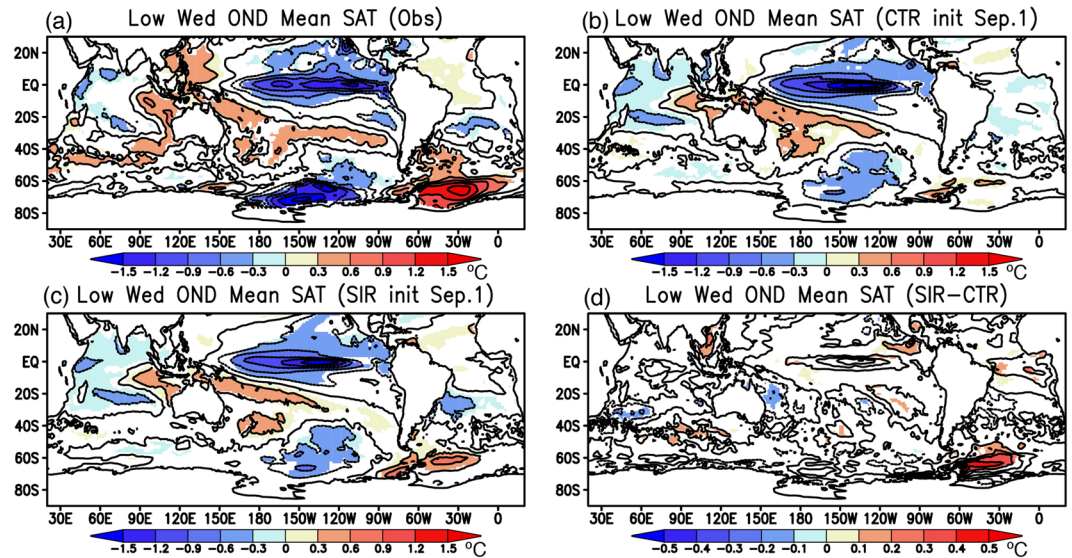 (a) Low Wed OND Mean SAT (Obs)
20N
EQ
20S
40S
60S
80S
30E 60E 90E 120E 150E 180 150W 120W 90W 60W 30W 0
-1.5 -1.2 -0.9 -0.6 -0.3 0 0.3 0.6 0.9 1.2 1.5 °C
(b) Low Wed OND Mean SAT (CTR init Sep.1)
20N
EQ
20S
40S
60S
80S
30E 60E 90E 120E 150E 180 150W 120W 90W 60W 30W 0
-1.5 -1.2 -0.9 -0.6 -0.3 0 0.3 0.6 0.9 1.2 1.5 °C
(c) Low Wed OND Mean SAT (SIR init Sep.1)
20N
EQ
20S
40S
60S
80S
30E 60E 90E 120E 150E 180 150W 120W 90W 60W 30W 0
-1.5 -1.2 -0.9 -0.6 -0.3 0 0.3 0.6 0.9 1.2 1.5 °C
(d) Low Wed OND Mean SAT (SIR-CTR)
20N
EQ
20S
40S
60S
80S
30E 60E 90E 120E 150E 180 150W 120W 90W 60W 30W 0
-0.5 -0.4 -0.3 -0.2 -0.1 0 0.1 0.2 0.3 0.4 0.5 °C